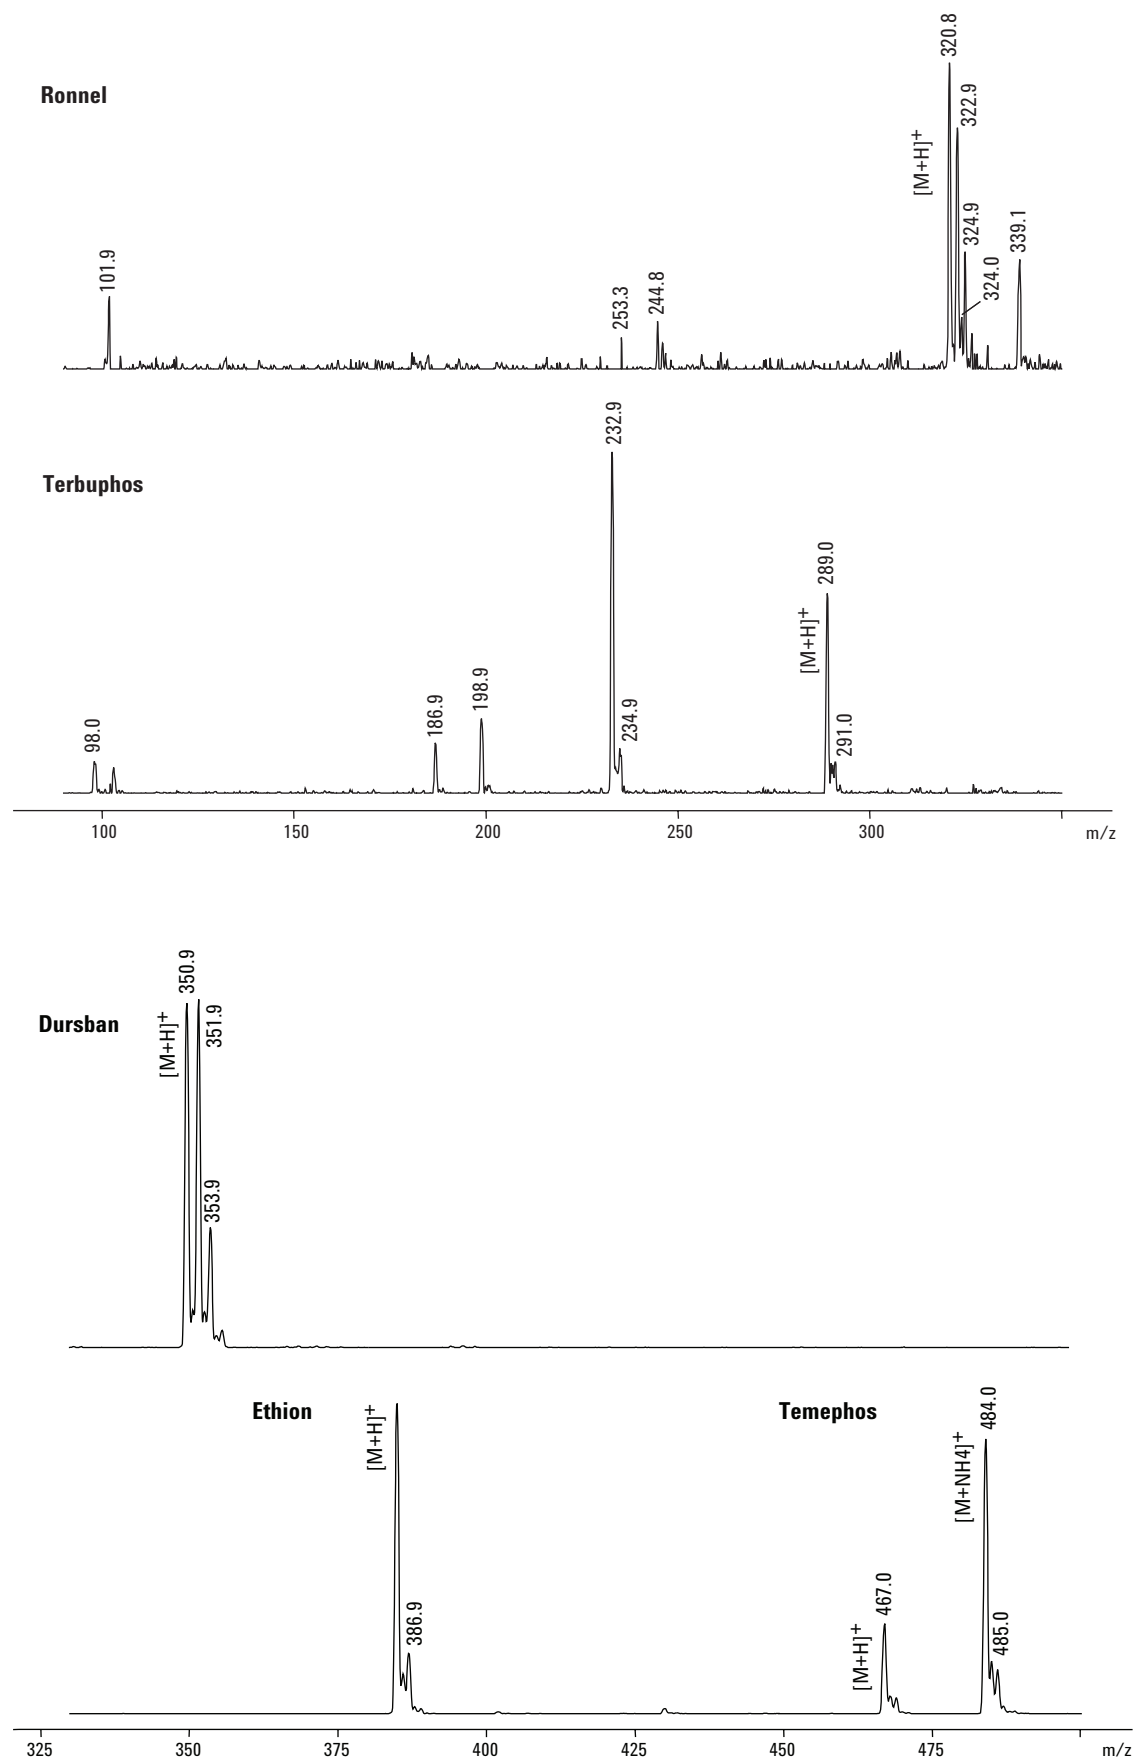 Ronnel
320.8
322.9
[M+H]+
324.9
324.0
339.1
101.9
253.3
244.8
Terbuphos
232.9
289.0
[M+H]+
98.0
186.9
198.9
234.9
291.0
100 150 200 250 300 m/z
Dursban
350.9
[M+H]+
351.9
353.9
Ethion
[M+H]+
386.9
Temephos
484.0
[M+NH4]+
467.0
[M+H]+
485.0
325 350 375 400 425 450 475 m/z